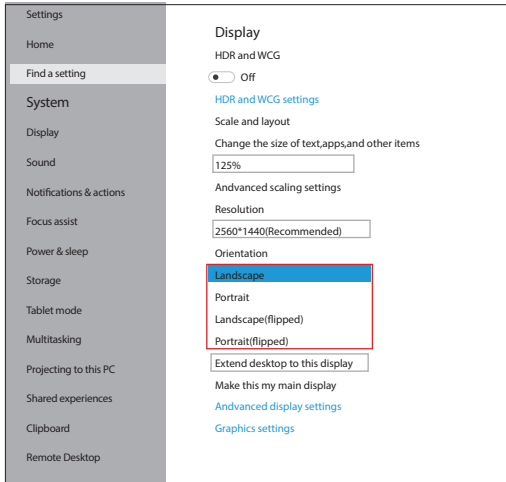 Settings
Home
Find a setting
System
Display
Sound
Notifications & actions
Focus assist
Power & sleep
Storage
Tablet mode
Multitasking
Projecting to this PC
Shared experiences
Clipboard
Remote Desktop
Display
HDR and WCG
Off
HDR and WCG settings
Scale and layout
Change the size of text,apps,and other items
125%
Andvanced scaling settings
Resolution
2560*1440(Recommended)
Orientation
Landscape
Portrait
Landscape(flipped)
Portrait(flipped)
Extend desktop to this display
Make this my main display
Andvanced display settings
Graphics settings